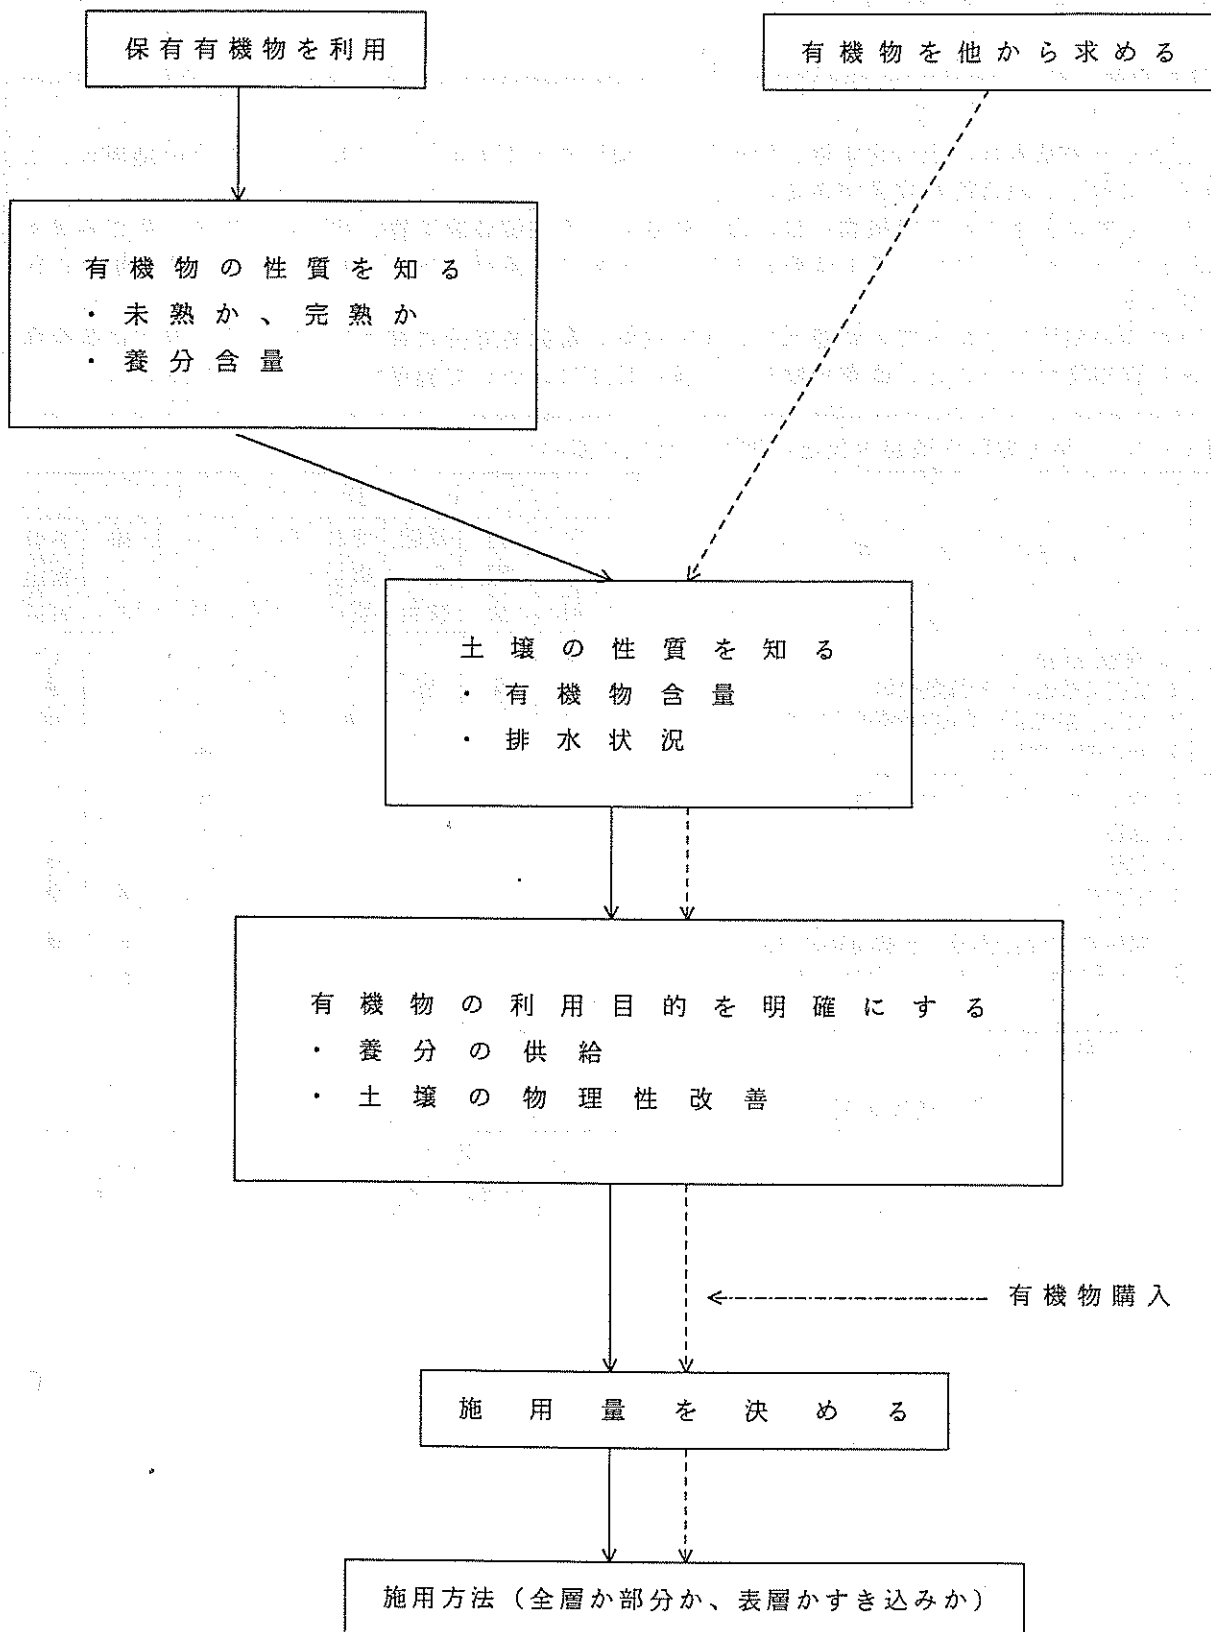 保有有機物を利用
有機物を他から求める
有機物の性質を知る
・未熟か、完熟か
・養分含量
土壌の性質を知る
・有機物含量
・排水状況
有機物の利用目的を明確にする
・養分の供給
・土壌の物理性改善
有機物購入
施用量を決める
施用方法（全層か部分か、表層かすき込みか）